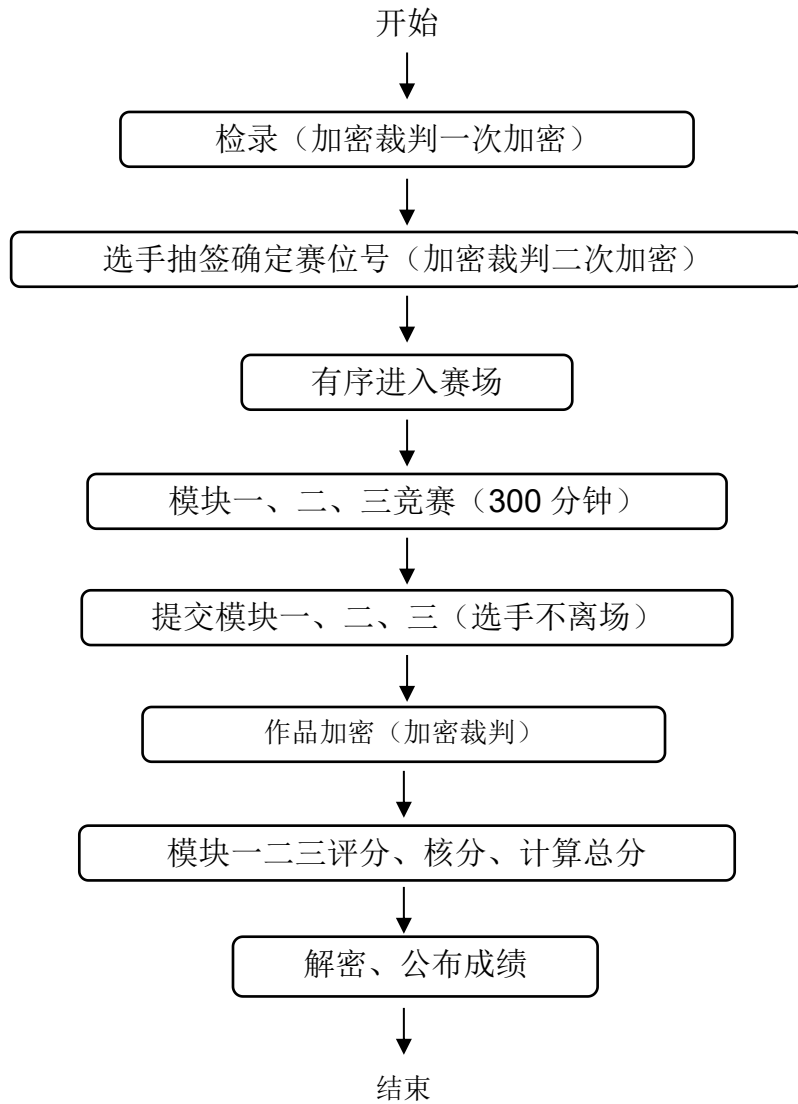 开始
检录（加密裁判一次加密）
选手抽签确定赛位号（加密裁判二次加密）
有序进入赛场
模块一、二、三竞赛（300 分钟）
提交模块一、二、三（选手不离场）
作品加密（加密裁判）
模块一二三评分、核分、计算总分
解密、公布成绩
结束